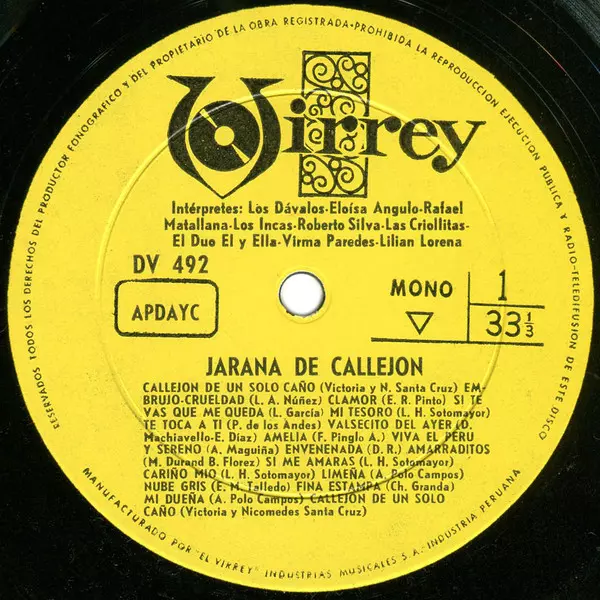 RESERVADOS TODOS LOS DERECHOS DEL PRODUCTOR FONOGRAFICO Y DEL PROPIETARIO DE LA OBRA REGISTRADA-PROHIBIDA LA REPRODUCCION EJECUCION PUBLICA Y RADIO-TELEDIFUSION DE ESTE DISCO
Virrey
Intérpretes: Los Dávalos-Eloísa Angulo-Rafael
Matallana-Los Incas-Roberto Silva-Las Criollitas-
El Duo El y Ella-Virma Paredes-Lilian Lorena
DV 492
APDAYC
MONO
1
33 1/3
JARANA DE CALLEJON
CALLEJON DE UN SOLO CAÑO (Victoria y N. Santa Cruz) EM-
BRUJO-CRUELDAD (L. A. Núñez) CLAMOR (E. R. Pinto) SI TE
VAS QUE ME QUEDA (L. García) MI TESORO (L. H. Sotomayor)
TE TOCA A TI (P. de los Andes) VALSECITO DEL AYER (D.
Machiavello-E. Díaz) AMELIA (F. Pinglo A.) VIVA EL PERU
Y SERENO (A. Maguiña) ENVENENADA (D. R.) AMARRADITOS
(M. Durand B. Florez) SI ME AMARAS (L. H. Sotomayor)
CARIÑO MIO (L. H. Sotomayor) LIMEÑA (A. Polo Campos)
NUBE GRIS (E. M. Talledo) FINA ESTAMPA (Ch. Granda)
MI DUEÑA (A. Polo Campos) CALLEJON DE UN SOLO
CAÑO (Victoria y Nicomedes Santa Cruz)
MANUFACTURADO POR "EL VIRREY" INDUSTRIAS MUSICALES S.A.-INDUSTRIA PERUANA